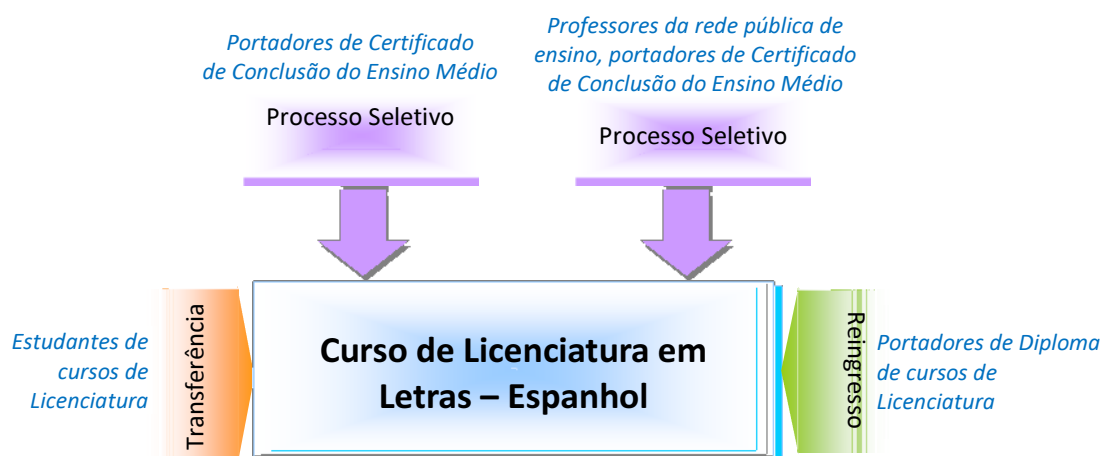 Portadores de Certificado
de Conclusão do Ensino Médio
Processo Seletivo
Professores da rede pública de
ensino, portadores de Certificado
de Conclusão do Ensino Médio
Processo Seletivo
Estudantes de
cursos de
Licenciatura
Transferência
Curso de Licenciatura em
Letras – Espanhol
Reingresso
Portadores de Diploma
de cursos de
Licenciatura